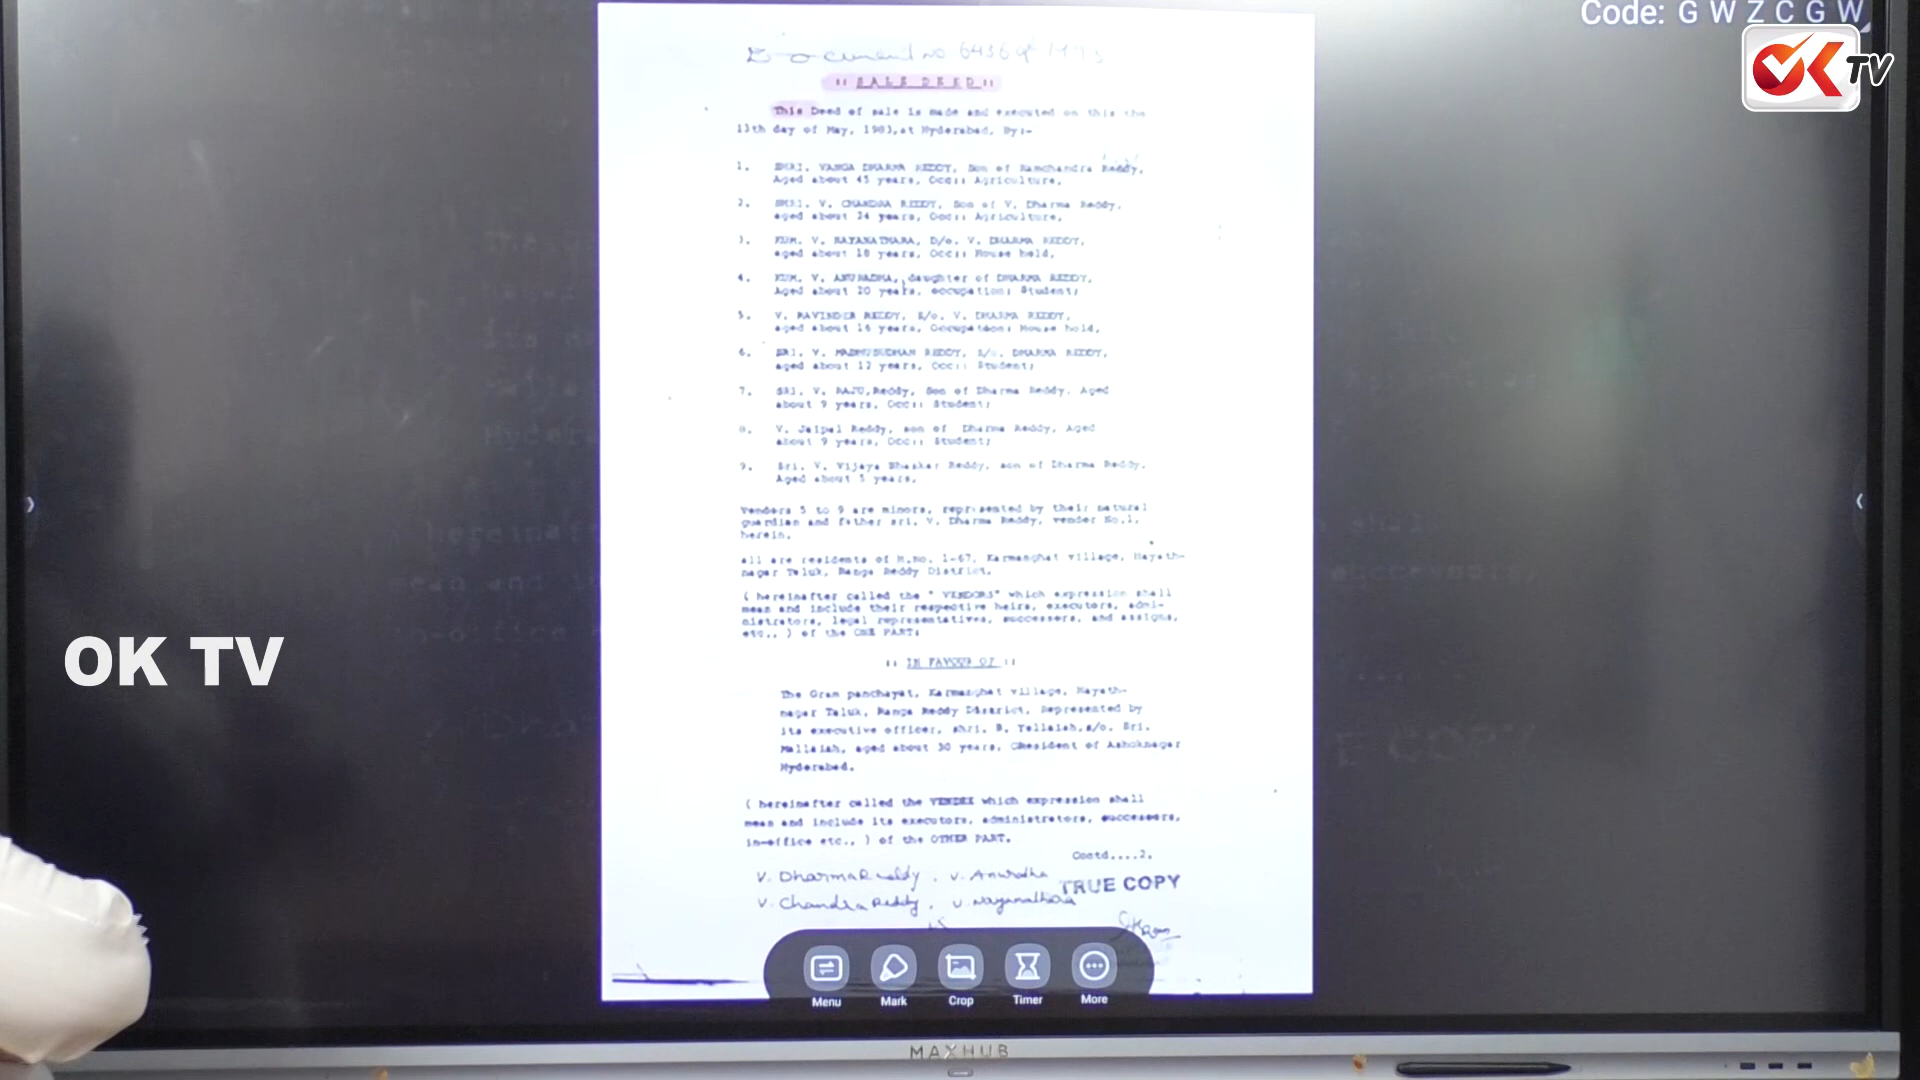 Code: G W Z C G W
OK TV
Document no 6436 of
:: SALE DEED ::
This Deed of sale is made and executed on this the
13th day of May, 1983, at Hyderabad, By:-
1. SHRI. VANGA DHARMA REDDY, Son of Ramchandra Reddy,
Aged about 45 years, Occ:: Agriculture,
2. SHRI. V. CHANDRA REDDY, Son of V. Dharma Reddy,
aged about 24 years, Occ:: Agriculture,
3. KUM. V. NAYANATHARA, D/o. V. DHARMA REDDY,
aged about 18 years, Occ:: House held,
4. KUM. V. ANURADHA, daughter of DHARMA REDDY,
Aged about 20 years, occupation: Student;
5. V. RAVINDER REDDY, S/o. V. DHARMA REDDY,
aged about 16 years, Occupation: House hold,
6. SRI. V. MADHUSUDHAN REDDY, S/o. DHARMA REDDY,
aged about 12 years, Occ:: Student;
7. SRI. V. RAJU, Reddy, Son of Dharma Reddy, Aged
about 9 years, Occ:: Student;
8. V. Jaipal Reddy, son of Dharma Reddy, Aged
about 9 years, Occ:: Student;
9. Sri. V. Vijaya Bhaskar Reddy, son of Dharma Reddy,
Aged about 5 years,
Venders 5 to 9 are minors, represented by their natural
guardian and father sri. V. Dharma Reddy, vender No.1,
herein.
all are residents of H.No. 1-67, Karmanghat village, Hayath-
nagar Taluk, Ranga Reddy District.
( hereinafter called the " VENDORS" which expression shall
mean and include their respective heirs, executors, admi-
nistrators, legal representatives, successers, and assigns,
etc., ) of the ONE PART:
:: IN FAVOUR OF ::
The Gram panchayat, Karmanghat village, Hayath-
nagar Taluk, Ranga Reddy District, Represented by
its executive officer, shri. B. Yellaiah, s/o. Sri.
Mallaiah, aged about 30 years, Resident of Ashoknagar
Hyderabad.
( hereinafter called the VENDEE which expression shall
mean and include its executors, administrators, successors,
in-office etc., ) of the OTHER PART.
Contd....2.
V. Dharma Reddy . V. Anuradha
TRUE COPY
V. Chandra Reddy, V. Nayanathara
OK TV
Menu Mark Crop Timer More
MAXHUB